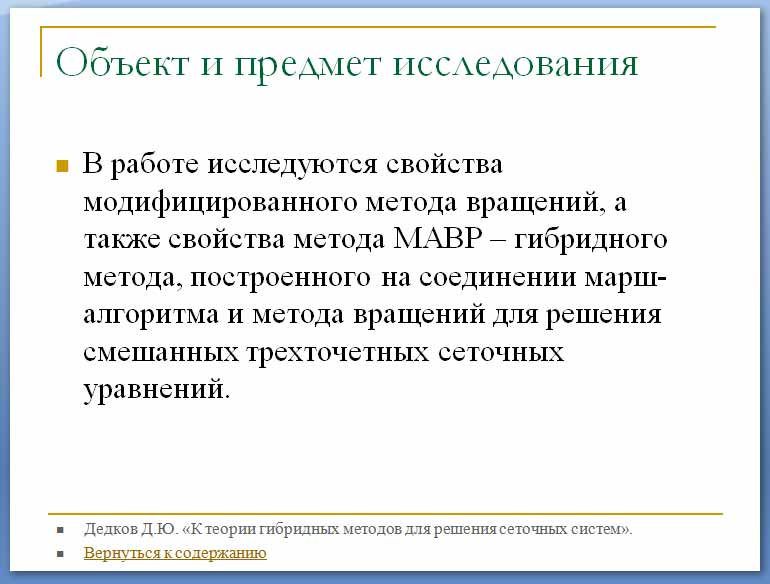 Объект и предмет исследования
В работе исследуются свойства
модифицированного метода вращений, а
также свойства метода МАВР – гибридного
метода, построенного на соединении марш-
алгоритма и метода вращений для решения
смешанных трехточетных сеточных
уравнений.
Дедков Д.Ю. «К теории гибридных методов для решения сеточных систем».
Вернуться к содержанию